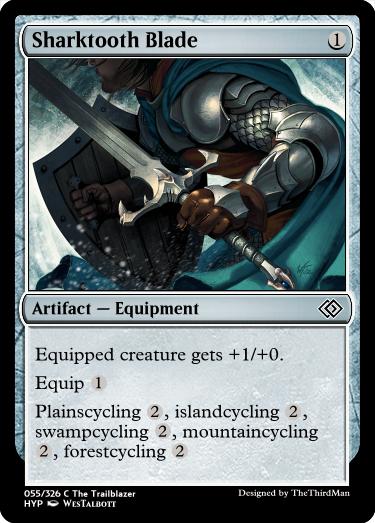 Sharktooth Blade 1
Artifact — Equipment
Equipped creature gets +1/+0.
Equip 1
Plainscycling 2, islandcycling 2,
swampcycling 2, mountaincycling
2, forestcycling 2
055/326 C The Trailblazer Designed by TheThirdMan
HYP WesTalbott